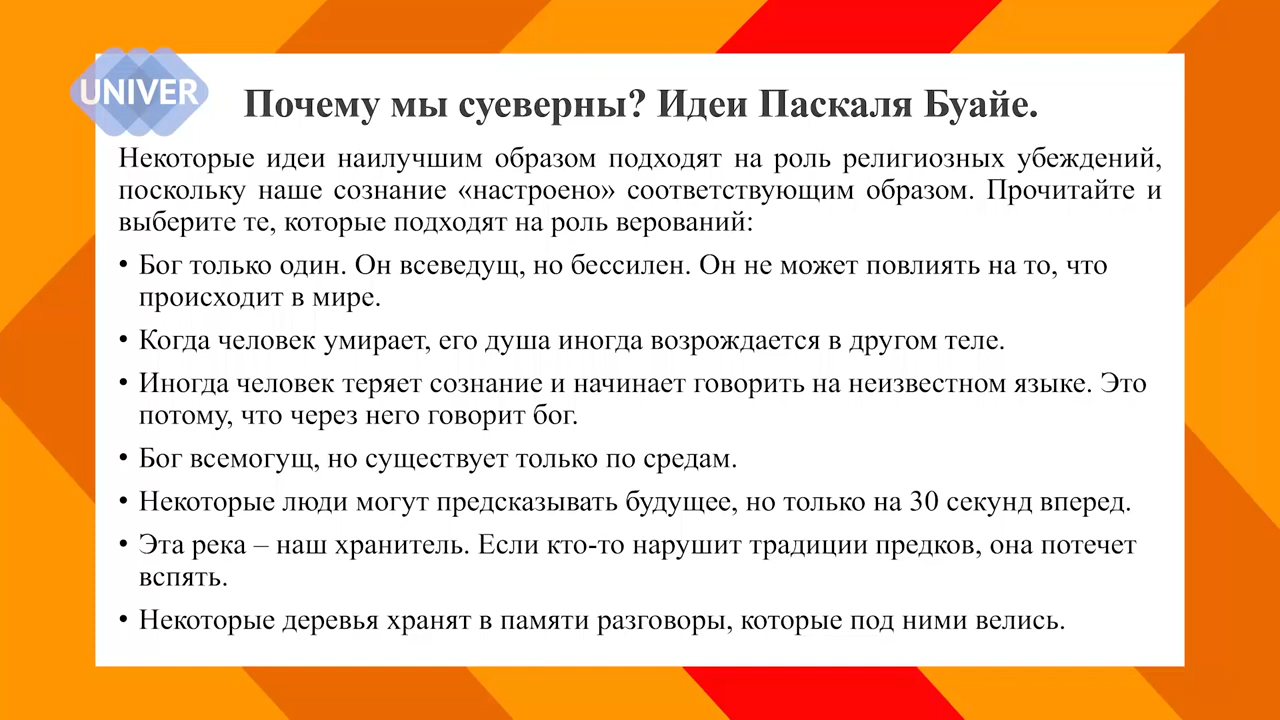 UNIVER
Почему мы суеверны? Идеи Паскаля Буайе.
Некоторые идеи наилучшим образом подходят на роль религиозных убеждений,
поскольку наше сознание «настроено» соответствующим образом. Прочитайте и
выберите те, которые подходят на роль верований:
• Бог только один. Он всеведущ, но бессилен. Он не может повлиять на то, что
происходит в мире.
• Когда человек умирает, его душа иногда возрождается в другом теле.
• Иногда человек теряет сознание и начинает говорить на неизвестном языке. Это
потому, что через него говорит бог.
• Бог всемогущ, но существует только по средам.
• Некоторые люди могут предсказывать будущее, но только на 30 секунд вперед.
• Эта река – наш хранитель. Если кто-то нарушит традиции предков, она потечет
вспять.
• Некоторые деревья хранят в памяти разговоры, которые под ними велись.